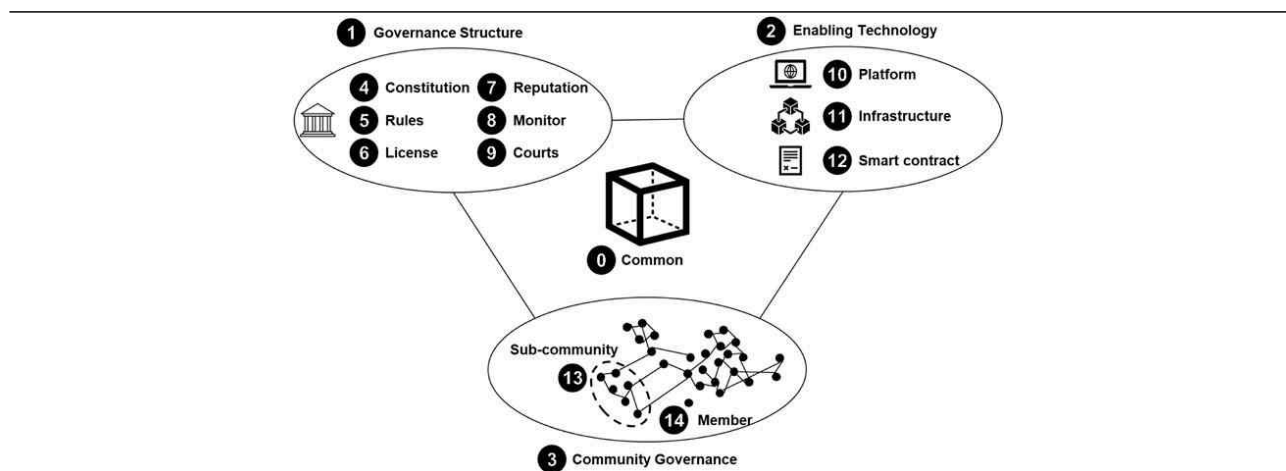 1 Governance Structure
2 Enabling Technology
4 Constitution
7 Reputation
5 Rules
8 Monitor
6 License
9 Courts
10 Platform
11 Infrastructure
12 Smart contract
0 Common
Sub-community
13
14 Member
3 Community Governance